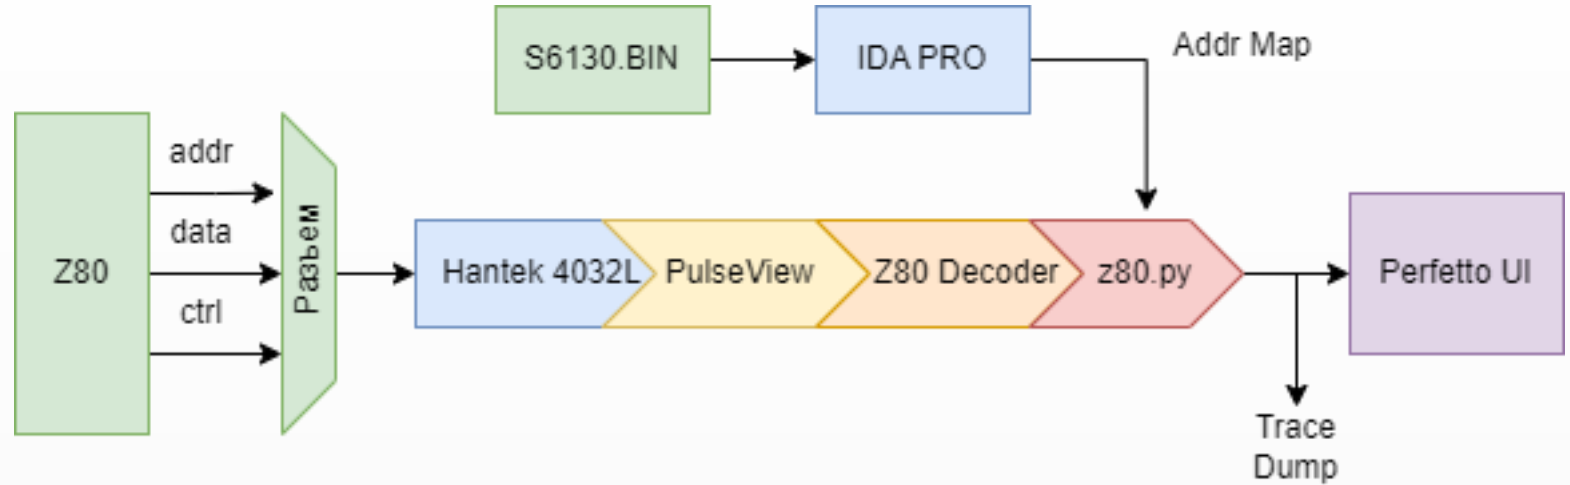 S6130.BIN
IDA PRO
Addr Map
Z80
addr
data
ctrl
Разъем
Hantek 4032L
PulseView
Z80 Decoder
z80.py
Perfetto UI
Trace
Dump